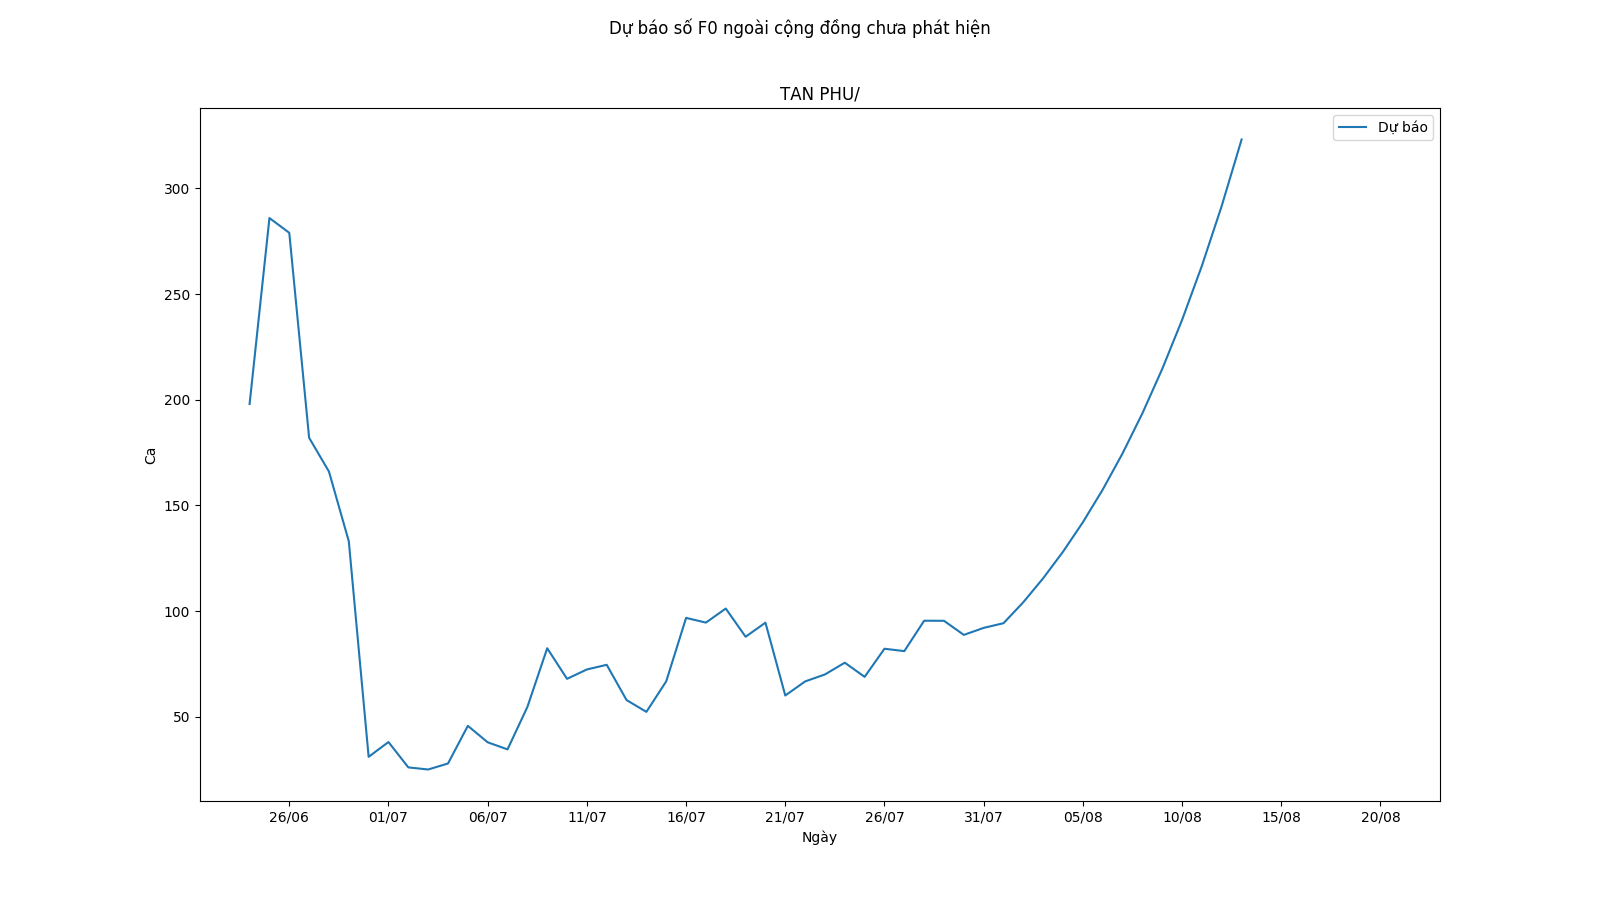 Dự báo số F0 ngoài cộng đồng chưa phát hiện
TAN PHU/
Dự báo
300
250
200
150
100
50
Ca
26/06 01/07 06/07 11/07 16/07 21/07 26/07 31/07 05/08 10/08 15/08 20/08
Ngày